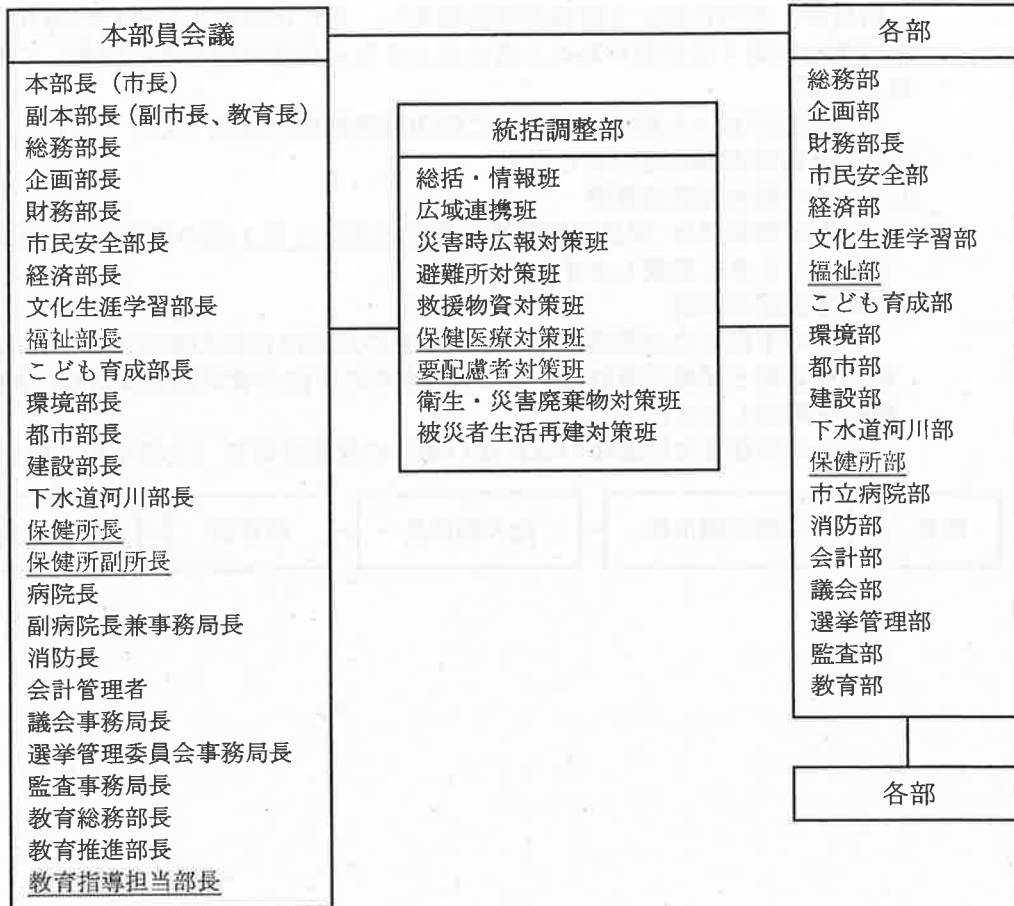 本部員会議
本部長（市長）
副本部長（副市長、教育長）
総務部長
企画部長
財務部長
市民安全部長
経済部長
文化生涯学習部長
福祉部長
こども育成部長
環境部長
都市部長
建設部長
下水道河川部長
保健所長
保健所副所長
病院長
副病院長兼事務局長
消防長
会計管理者
議会事務局長
選挙管理委員会事務局長
監査事務局長
教育総務部長
教育推進部長
教育指導担当部長
統括調整部
総括・情報班
広域連携班
災害時広報対策班
避難所対策班
救援物資対策班
保健医療対策班
要配慮者対策班
衛生・災害廃棄物対策班
被災者生活再建対策班
各部
総務部
企画部
財務部長
市民安全部
経済部
文化生涯学習部
福祉部
こども育成部
環境部
都市部
建設部
下水道河川部
保健所部
市立病院部
消防部
会計部
議会部
選挙管理部
監査部
教育部
各部